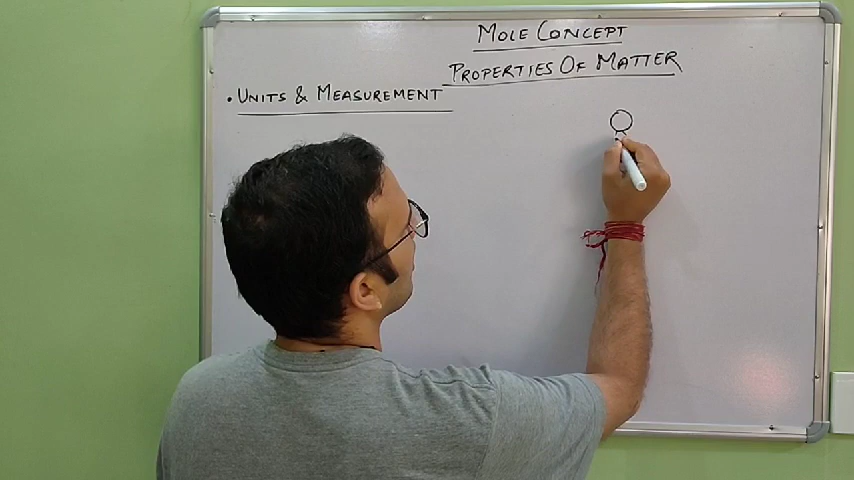 MOLE CONCEPT
PROPERTIES OF MATTER
• UNITS & MEASUREMENT